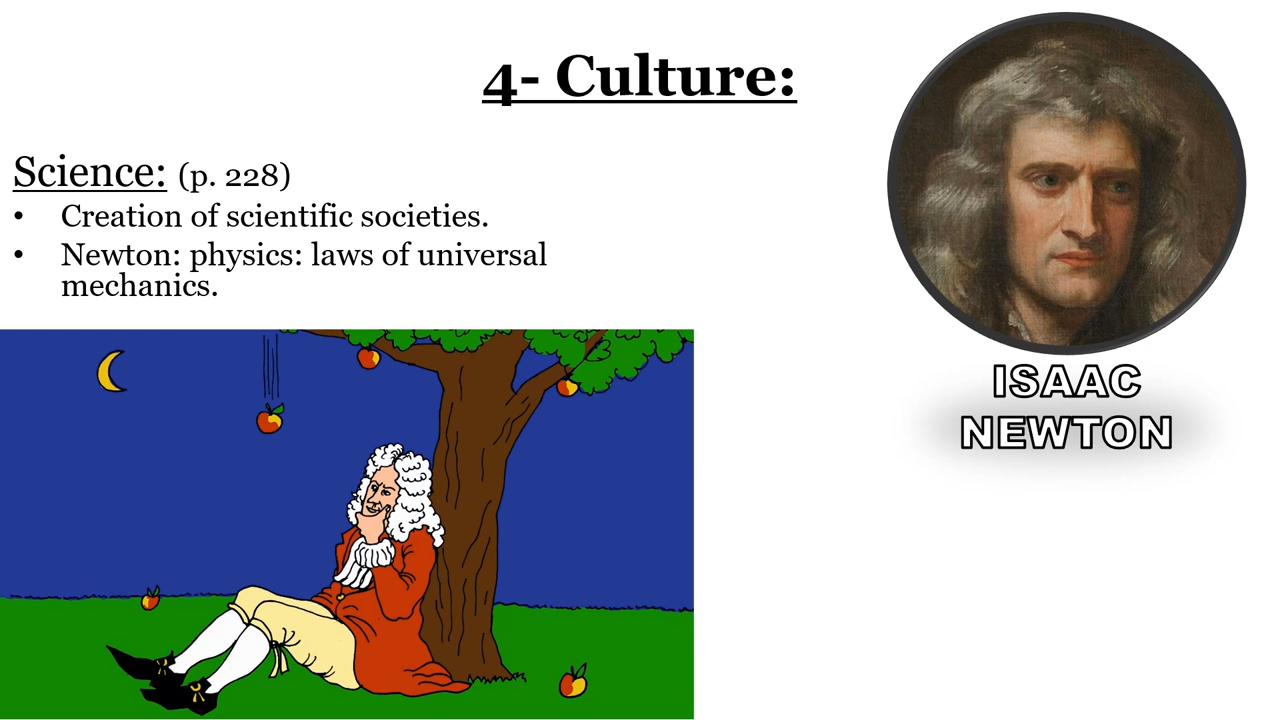 4- Culture:
Science: (p. 228)
• Creation of scientific societies.
• Newton: physics: laws of universal
mechanics.
ISAAC
NEWTON